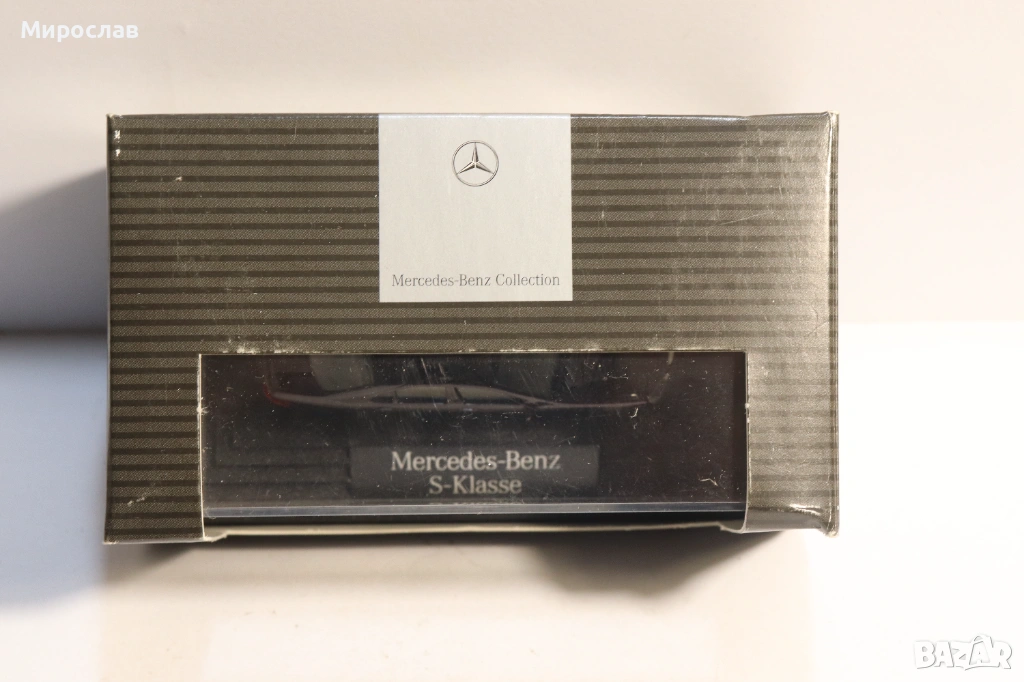 Мирослав
Mercedes-Benz Collection
Mercedes-Benz
S-Klasse
BAZAR